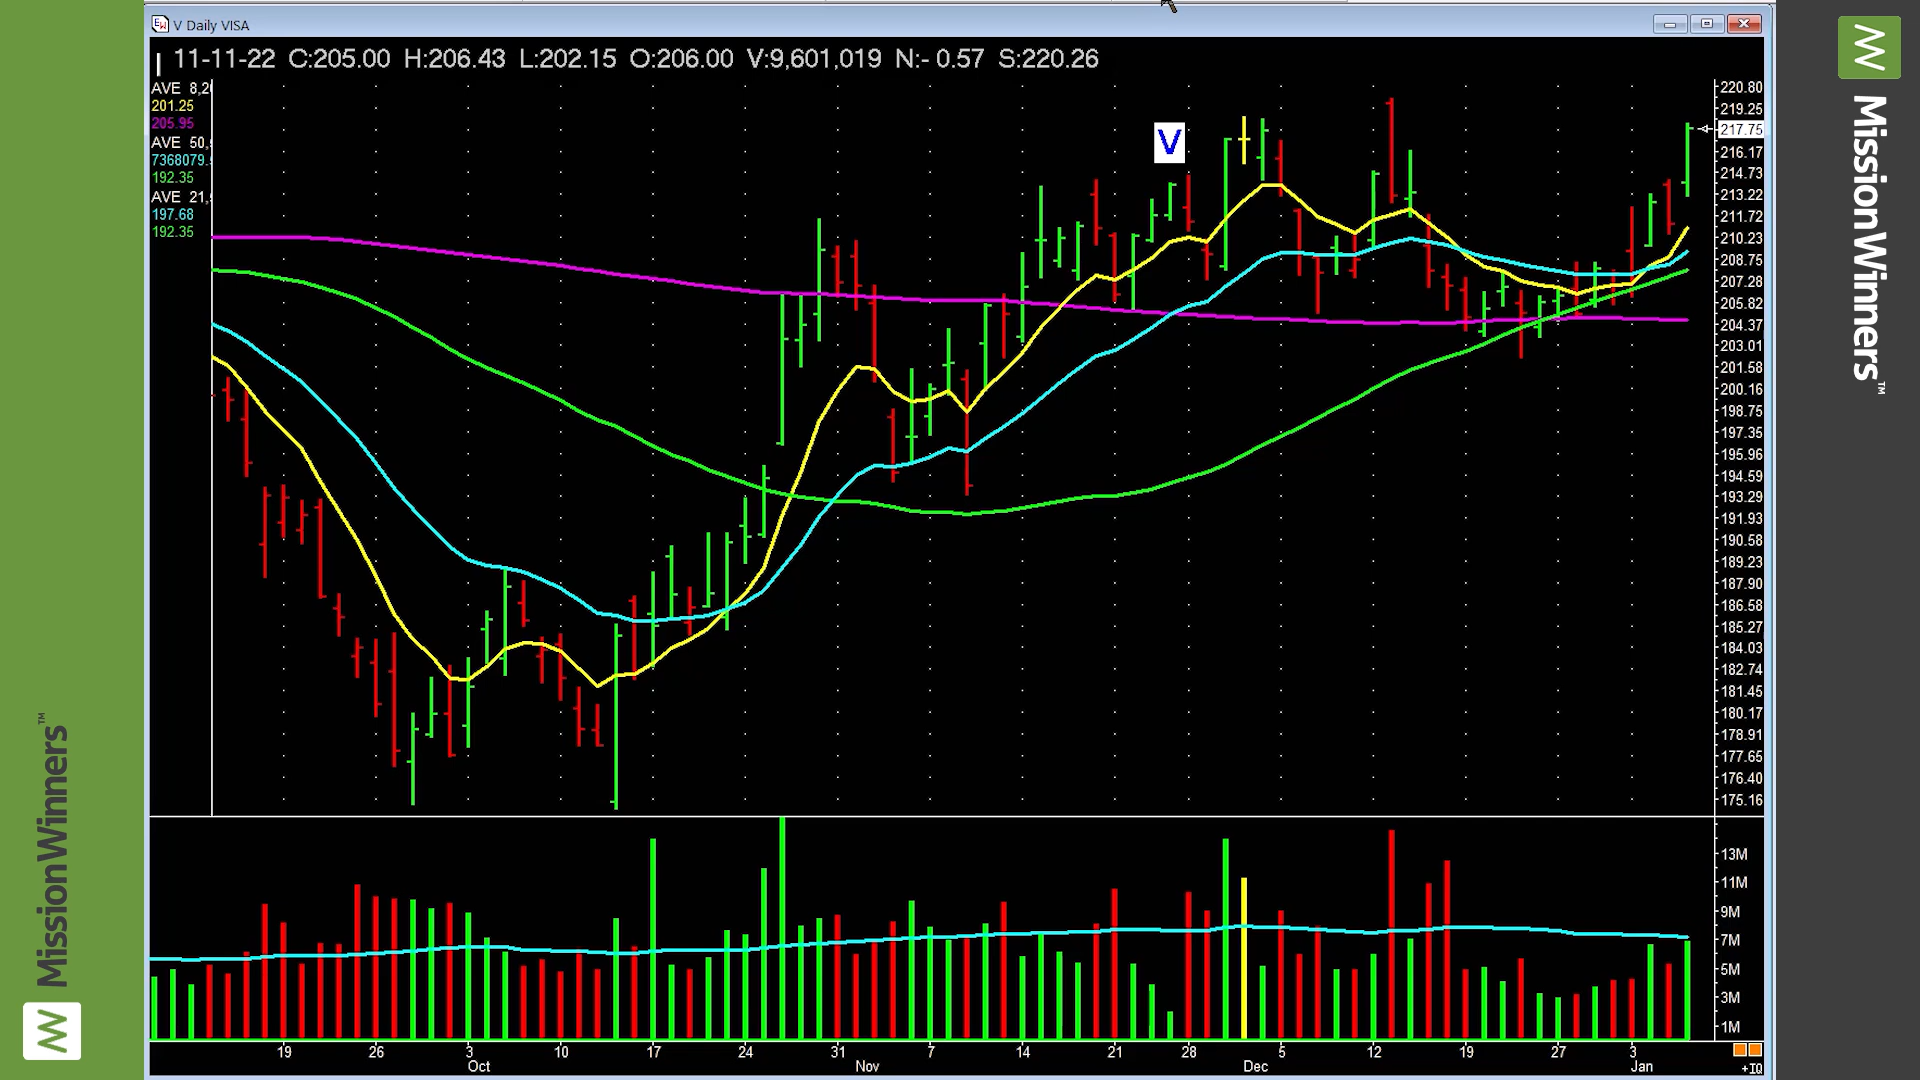 V Daily VISA
11-11-22 C:205.00 H:206.43 L:202.15 O:206.00 V:9,601,019 N:- 0.57 S:220.26
AVE 8,2
201.25
205.95
AVE 50,
7368079.
192.35
AVE 21,
197.68
192.35
V
220.80
219.25
217.75
216.17
214.73
213.22
211.72
210.23
208.75
207.28
205.82
204.37
203.01
201.58
200.16
198.75
197.35
195.96
194.59
193.29
191.93
190.58
189.23
187.90
186.58
185.27
184.03
182.74
181.45
180.17
178.91
177.65
176.40
175.16
13M
11M
9M
7M
5M
3M
1M
19 26 3 10 17 24 31 7 14 21 28 5 12 19 27 3
Oct Nov Dec Jan
+IQ
MissionWinners™
MissionWinners™